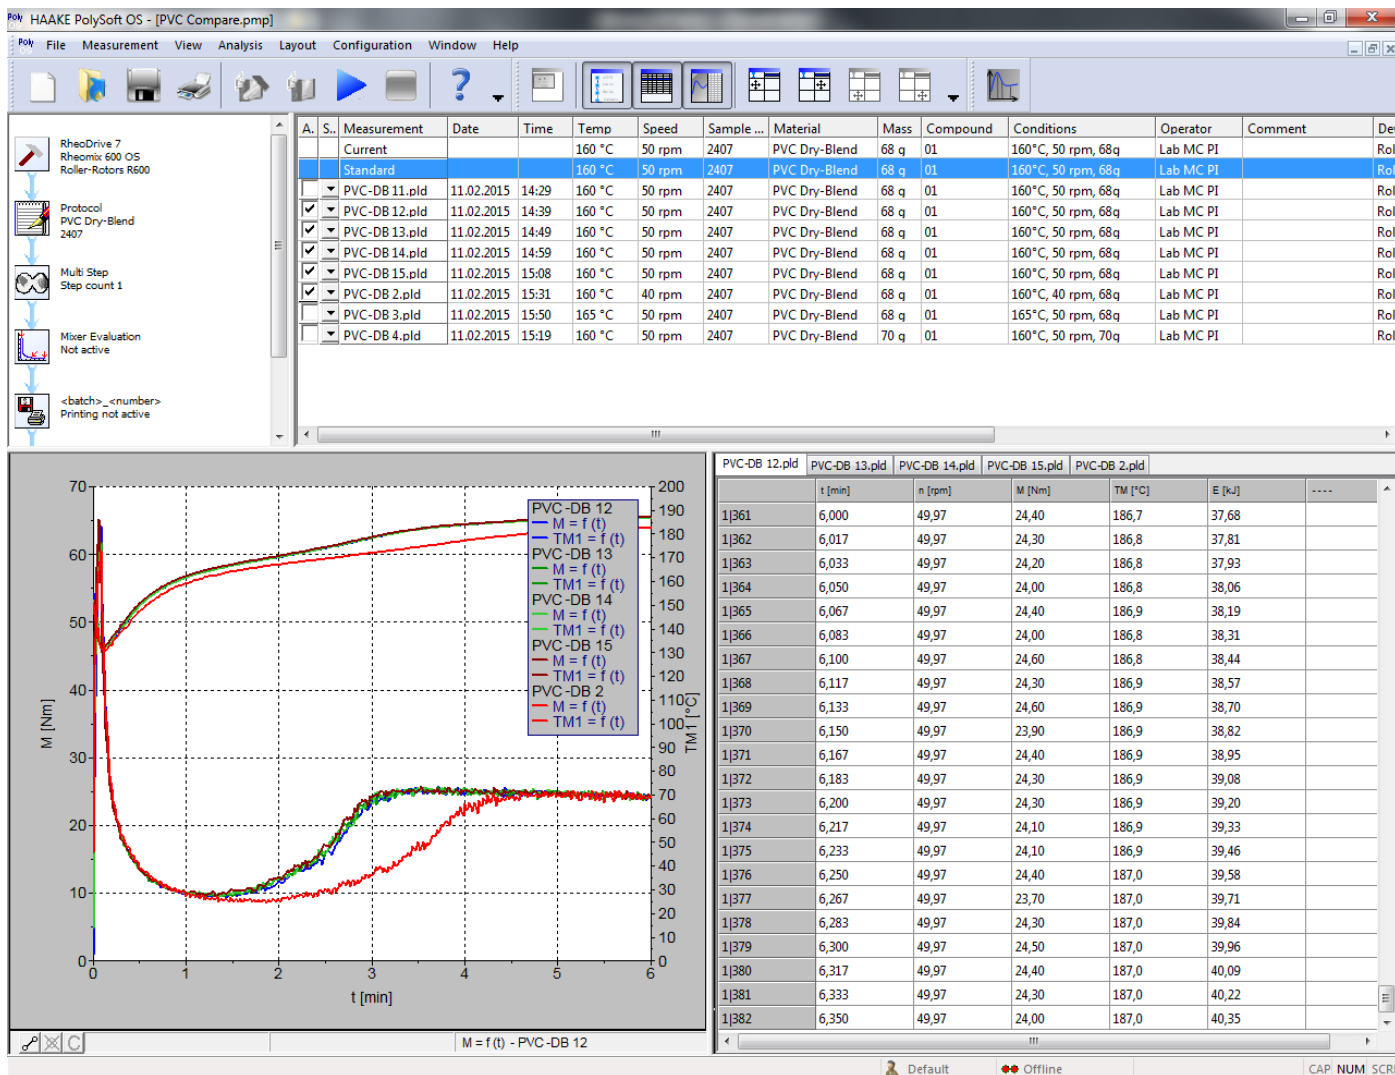 HAAKE PolySoft OS - [PVC Compare.pmp]
File Measurement View Analysis Layout Configuration Window Help
RheoDrive 7
Rheomix 600 OS
Roller-Rotors R600
Protocol
PVC Dry-Blend
2407
Multi Step
Step count 1
Mixer Evaluation
Not active
<batch>_<number>
Printing not active
A. S.. Measurement Date Time Temp Speed Sample ... Material Mass Compound Conditions Operator Comment De
Current 160 °C 50 rpm 2407 PVC Dry-Blend 68 g 01 160°C, 50 rpm, 68g Lab MC PI Rol
Standard 160 °C 50 rpm 2407 PVC Dry-Blend 68 g 01 160°C, 50 rpm, 68g Lab MC PI Rol
PVC-DB 11.pld 11.02.2015 14:29 160 °C 50 rpm 2407 PVC Dry-Blend 68 g 01 160°C, 50 rpm, 68g Lab MC PI Rol
PVC-DB 12.pld 11.02.2015 14:39 160 °C 50 rpm 2407 PVC Dry-Blend 68 g 01 160°C, 50 rpm, 68g Lab MC PI Rol
PVC-DB 13.pld 11.02.2015 14:49 160 °C 50 rpm 2407 PVC Dry-Blend 68 g 01 160°C, 50 rpm, 68g Lab MC PI Rol
PVC-DB 14.pld 11.02.2015 14:59 160 °C 50 rpm 2407 PVC Dry-Blend 68 g 01 160°C, 50 rpm, 68g Lab MC PI Rol
PVC-DB 15.pld 11.02.2015 15:08 160 °C 50 rpm 2407 PVC Dry-Blend 68 g 01 160°C, 50 rpm, 68g Lab MC PI Rol
PVC-DB 2.pld 11.02.2015 15:31 160 °C 40 rpm 2407 PVC Dry-Blend 68 g 01 160°C, 40 rpm, 68g Lab MC PI Rol
PVC-DB 3.pld 11.02.2015 15:50 165 °C 50 rpm 2407 PVC Dry-Blend 68 g 01 165°C, 50 rpm, 68g Lab MC PI Rol
PVC-DB 4.pld 11.02.2015 15:19 160 °C 50 rpm 2407 PVC Dry-Blend 70 g 01 160°C, 50 rpm, 70g Lab MC PI Rol
M [Nm]
70
60
50
40
30
20
10
0
PVC-DB 12
M = f (t)
TM1 = f (t)
PVC-DB 13
M = f (t)
TM1 = f (t)
PVC-DB 14
M = f (t)
TM1 = f (t)
PVC-DB 15
M = f (t)
TM1 = f (t)
PVC-DB 2
M = f (t)
TM1 = f (t)
200
190
180
170
160
150
140
130
120
110
100
90
80
70
60
50
40
30
20
10
0
TM1 [°C]
0 1 2 3 4 5 6
t [min]
M = f (t) - PVC-DB 12
PVC-DB 12.pld PVC-DB 13.pld PVC-DB 14.pld PVC-DB 15.pld PVC-DB 2.pld
t [min] n [rpm] M [Nm] TM [°C] E [kJ] ----
1|361 6,000 49,97 24,40 186,7 37,68
1|362 6,017 49,97 24,30 186,8 37,81
1|363 6,033 49,97 24,20 186,8 37,93
1|364 6,050 49,97 24,00 186,8 38,06
1|365 6,067 49,97 24,40 186,9 38,19
1|366 6,083 49,97 24,00 186,8 38,31
1|367 6,100 49,97 24,60 186,8 38,44
1|368 6,117 49,97 24,30 186,9 38,57
1|369 6,133 49,97 24,60 186,9 38,70
1|370 6,150 49,97 23,90 186,9 38,82
1|371 6,167 49,97 24,40 186,9 38,95
1|372 6,183 49,97 24,30 186,9 39,08
1|373 6,200 49,97 24,30 186,9 39,20
1|374 6,217 49,97 24,10 186,9 39,33
1|375 6,233 49,97 24,10 186,9 39,46
1|376 6,250 49,97 24,40 187,0 39,58
1|377 6,267 49,97 23,70 187,0 39,71
1|378 6,283 49,97 24,30 187,0 39,84
1|379 6,300 49,97 24,50 187,0 39,96
1|380 6,317 49,97 24,40 187,0 40,09
1|381 6,333 49,97 24,30 187,0 40,22
1|382 6,350 49,97 24,00 187,0 40,35
Default Offline CAP NUM SCR